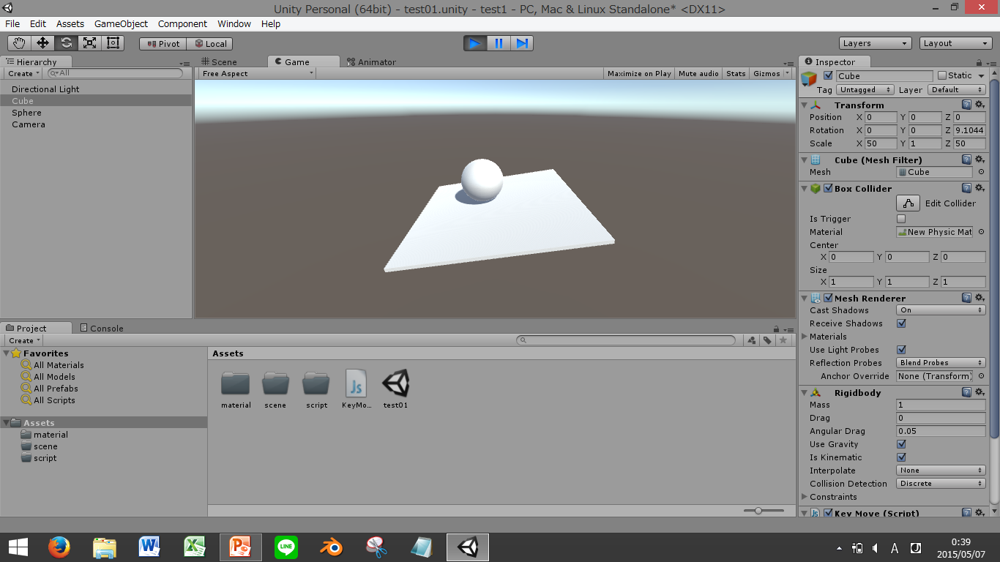 Unity Personal (64bit) - test01.unity - test1 - PC, Mac & Linux Standalone* <DX11>
File Edit Assets GameObject Component Window Help
Pivot Local Layers Layout
Hierarchy
Create All
Directional Light
Cube
Sphere
Camera
Scene Game Animator
Free Aspect Maximize on Play Mute audio Stats Gizmos
Inspector
Cube Static
Tag Untagged Layer Default
Transform
Position X 0 Y 0 Z 0
Rotation X 0 Y 0 Z 9.1044
Scale X 50 Y 1 Z 50
Cube (Mesh Filter)
Mesh Cube
Box Collider
Edit Collider
Is Trigger
Material New Physic Mat
Center
X 0 Y 0 Z 0
Size
X 1 Y 1 Z 1
Mesh Renderer
Cast Shadows On
Receive Shadows
Materials
Use Light Probes
Reflection Probes Blend Probes
Anchor Override None (Transform)
Rigidbody
Mass 1
Drag 0
Angular Drag 0.05
Use Gravity
Is Kinematic
Interpolate None
Collision Detection Discrete
Constraints
Key Move (Script)
Project Console
Create
Favorites
All Materials
All Models
All Prefabs
All Scripts
Assets
material
scene
script
Assets
Js
material scene script KeyMo... test01
LINE
A
0:39
2015/05/07